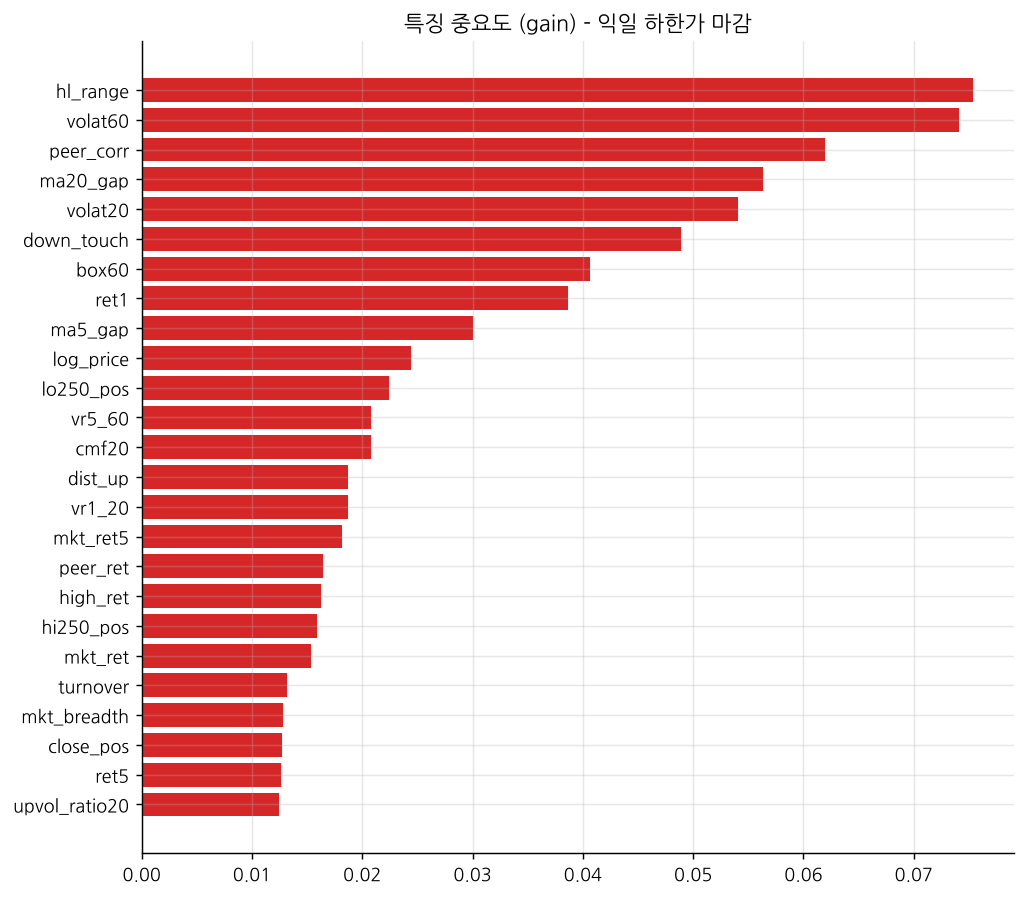 특징 중요도 (gain) - 익일 하한가 마감
hl_range
volat60
peer_corr
ma20_gap
volat20
down_touch
box60
ret1
ma5_gap
log_price
lo250_pos
vr5_60
cmf20
dist_up
vr1_20
mkt_ret5
peer_ret
high_ret
hi250_pos
mkt_ret
turnover
mkt_breadth
close_pos
ret5
upvol_ratio20
0.00 0.01 0.02 0.03 0.04 0.05 0.06 0.07